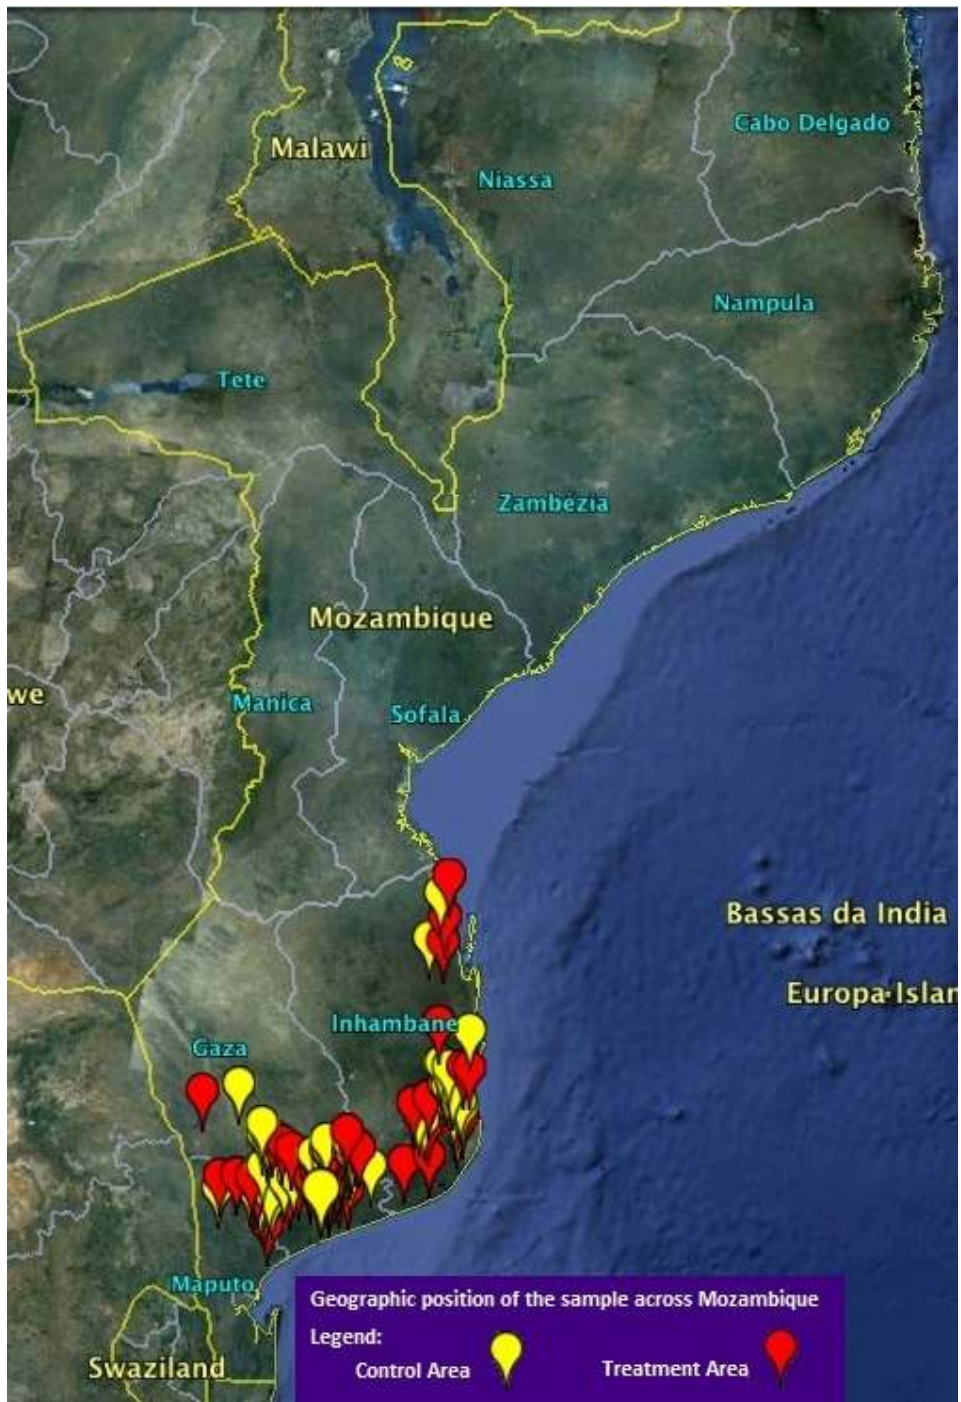 Cabo Delgado
Malawi
Niassa
Nampula
Tete
Zambézia
Mozambique
we
Manica
Sofala
Bassas da India
Europa Islan
Inhambane
Gaza
Maputo
Geographic position of the sample across Mozambique
Legend:
Control Area
Treatment Area
Swaziland